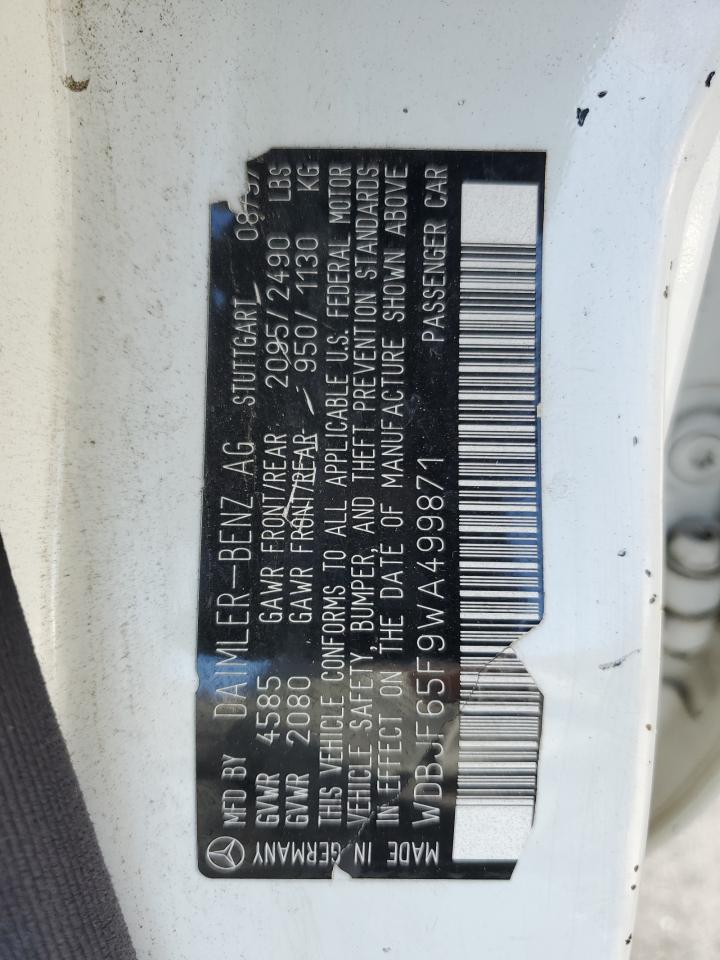 MFD BY DAIMLER-BENZ AG STUTTGART 08/97
GVWR 4585 GAWR FRONT/REAR 2095/2490 LBS
GVWR 2080 GAWR FRONT/REAR 950/1130 KG
THIS VEHICLE CONFORMS TO ALL APPLICABLE U.S. FEDERAL MOTOR
VEHICLE SAFETY, BUMPER, AND THEFT PREVENTION STANDARDS
IN EFFECT ON THE DATE OF MANUFACTURE SHOWN ABOVE
MADE IN GERMANY
WDBJF65F9WA499871 PASSENGER CAR